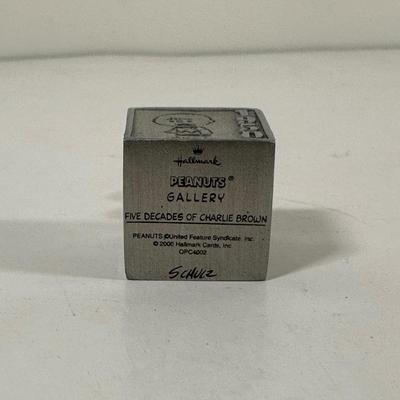 Hallmark
PEANUTS®
GALLERY
FIVE DECADES OF CHARLIE BROWN
PEANUTS ©United Feature Syndicate, Inc.
© 2000 Hallmark Cards, Inc.
QPC4002
SCHULZ